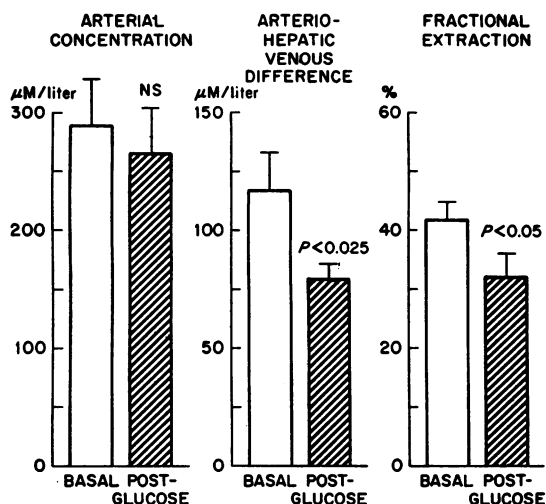 ARTERIAL
CONCENTRATION
μM/liter
300
200
100
0
NS
BASAL POST-
GLUCOSE
ARTERIO-
HEPATIC
VENOUS
DIFFERENCE
μM/liter
150
100
50
0
P<0.025
BASAL POST-
GLUCOSE
FRACTIONAL
EXTRACTION
%
60
40
20
0
P<0.05
BASAL POST-
GLUCOSE